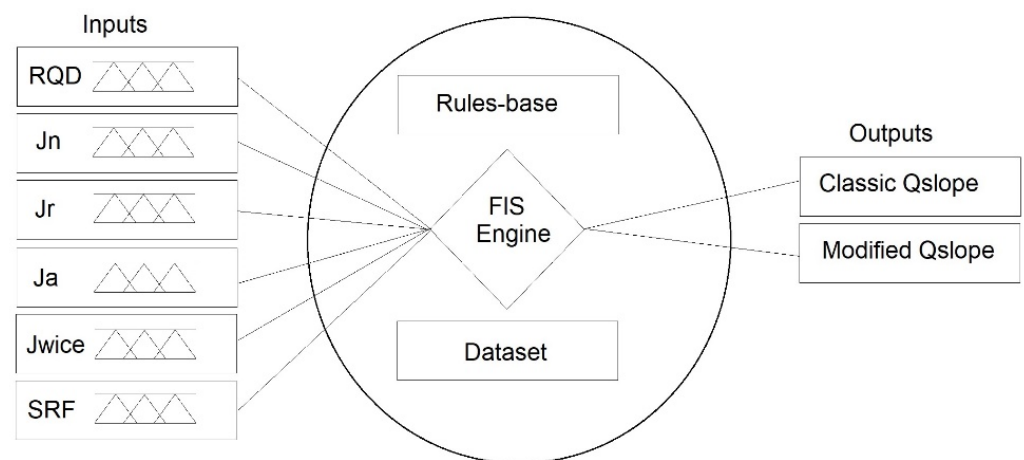 Inputs
RQD
Jn
Jr
Ja
Jwice
SRF
Rules-base
FIS
Engine
Dataset
Outputs
Classic Qslope
Modified Qslope